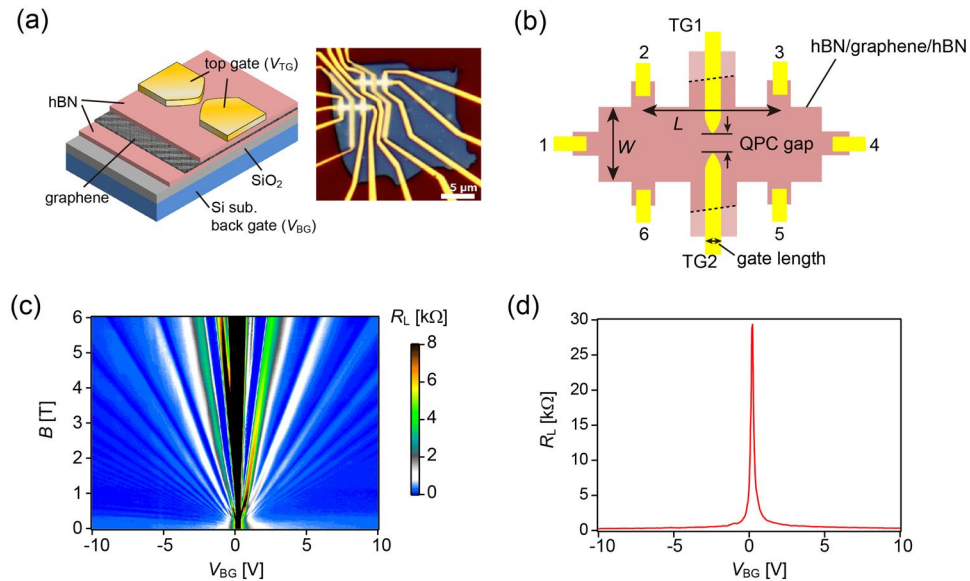 (a)
top gate (V_TG)
hBN
graphene
SiO₂
Si sub.
back gate (V_BG)
5 μm
(b)
TG1
hBN/graphene/hBN
2
3
L
1
W
QPC gap
4
6
5
TG2
gate length
(c)
R_L [kΩ]
6
5
4
3
2
1
0
B [T]
-10
-5
0
5
10
V_BG [V]
8
6
4
2
0
(d)
30
25
20
15
10
5
0
R_L [kΩ]
-10
-5
0
5
10
V_BG [V]